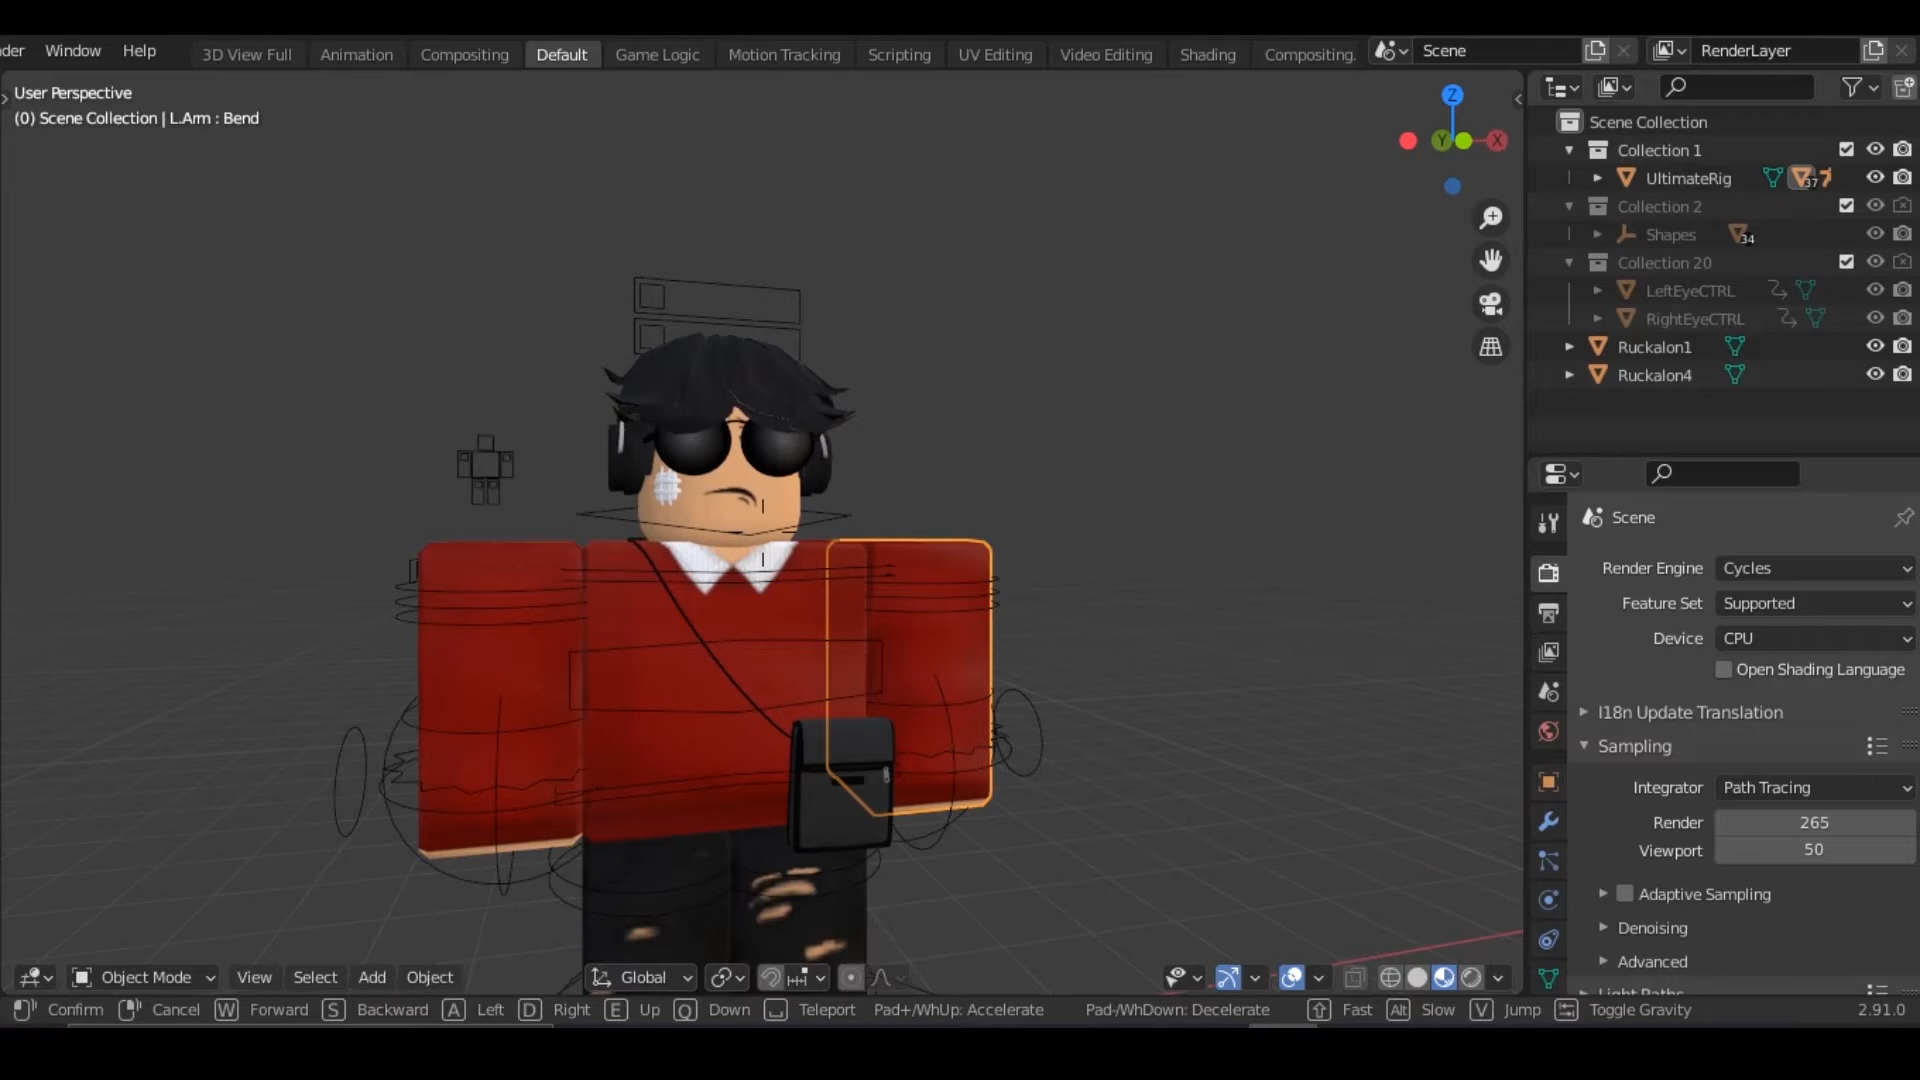 der Window Help 3D View Full Animation Compositing Default Game Logic Motion Tracking Scripting UV Editing Video Editing Shading Compositing. Scene RenderLayer
User Perspective
(0) Scene Collection | L.Arm : Bend
Z
Y
X
Scene Collection
Collection 1
UltimateRig 37
Collection 2
Shapes 34
Collection 20
LeftEyeCTRL
RightEyeCTRL
Ruckalon1
Ruckalon4
Scene
Render Engine Cycles
Feature Set Supported
Device CPU
Open Shading Language
I18n Update Translation
Sampling
Integrator Path Tracing
Render 265
Viewport 50
Adaptive Sampling
Denoising
Advanced
Light Paths
Object Mode View Select Add Object Global
Confirm Cancel W Forward S Backward A Left D Right E Up Q Down Teleport Pad+/WhUp: Accelerate Pad-/WhDown: Decelerate Fast Alt Slow V Jump Toggle Gravity 2.91.0